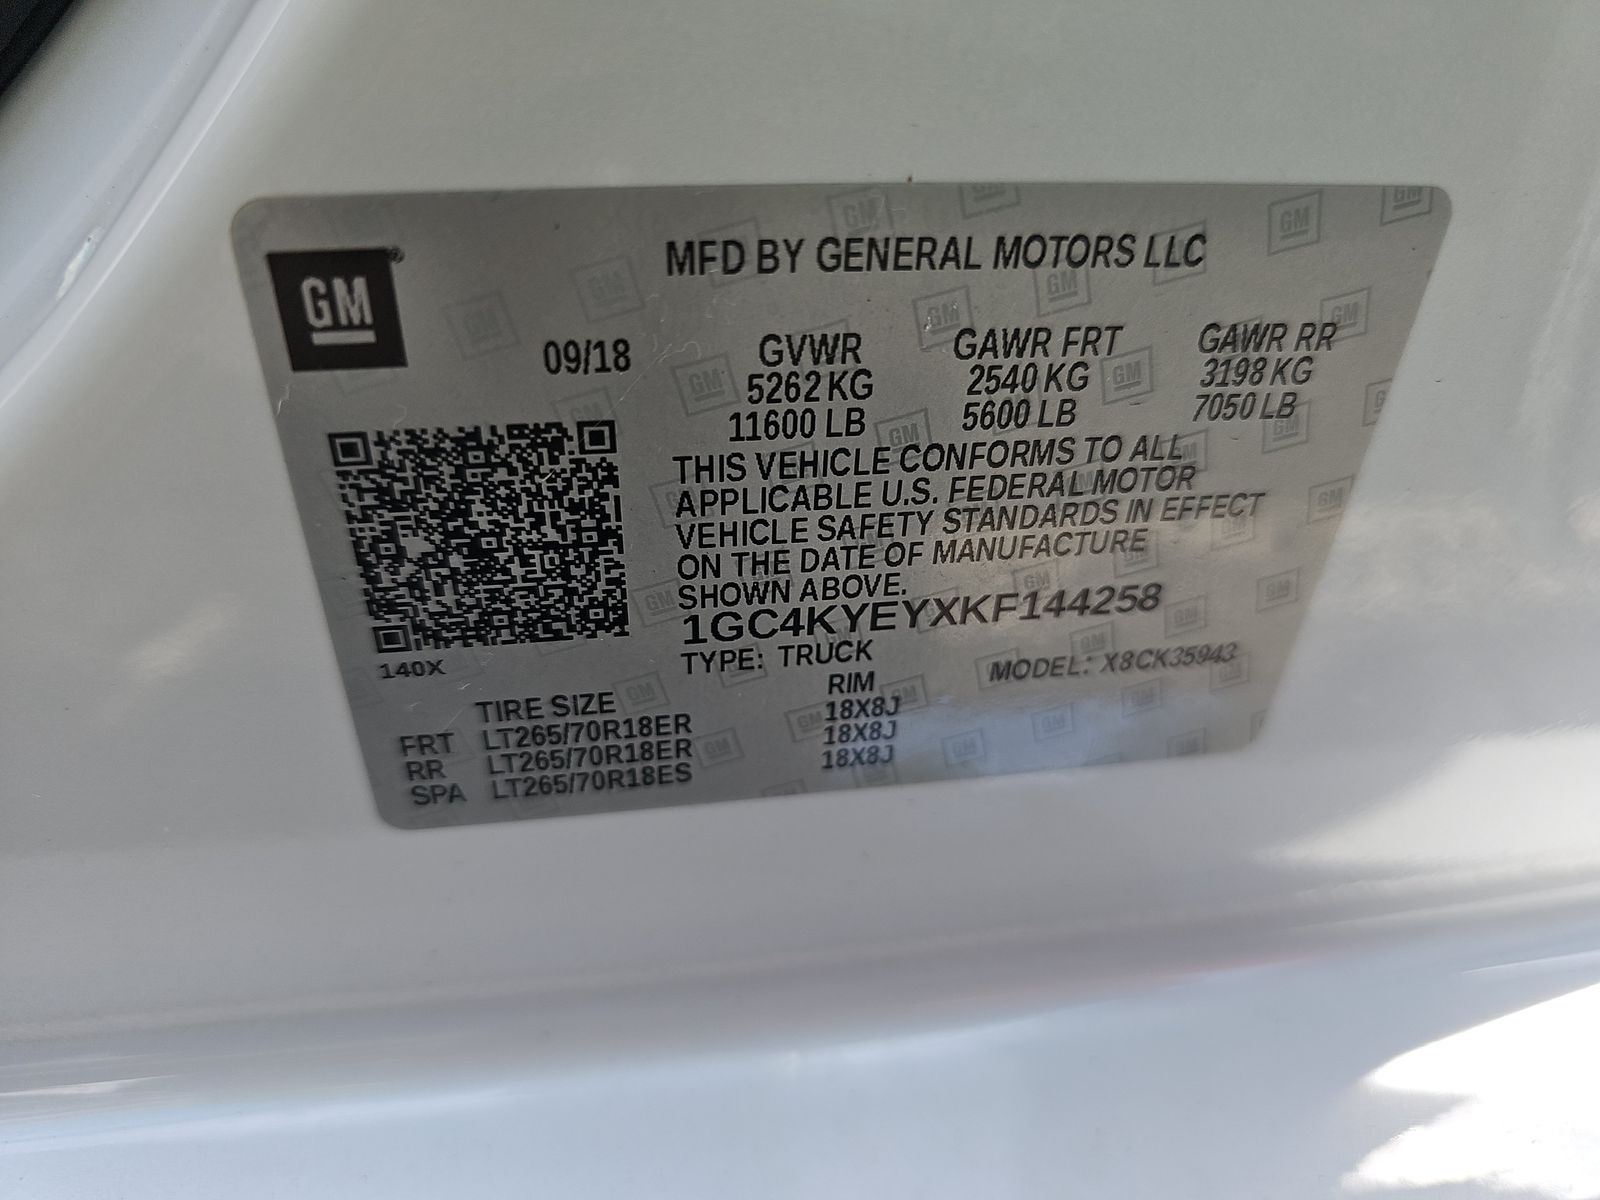 GM®
MFD BY GENERAL MOTORS LLC
09/18 GVWR GAWR FRT GAWR RR
5262 KG 2540 KG 3198 KG
11600 LB 5600 LB 7050 LB
THIS VEHICLE CONFORMS TO ALL
APPLICABLE U.S. FEDERAL MOTOR
VEHICLE SAFETY STANDARDS IN EFFECT
ON THE DATE OF MANUFACTURE
SHOWN ABOVE.
1GC4KYEYXKF144258
140X
TYPE: TRUCK MODEL: X8CK35943
TIRE SIZE RIM
FRT LT265/70R18ER 18X8J
RR LT265/70R18ER 18X8J
SPA LT265/70R18ES 18X8J